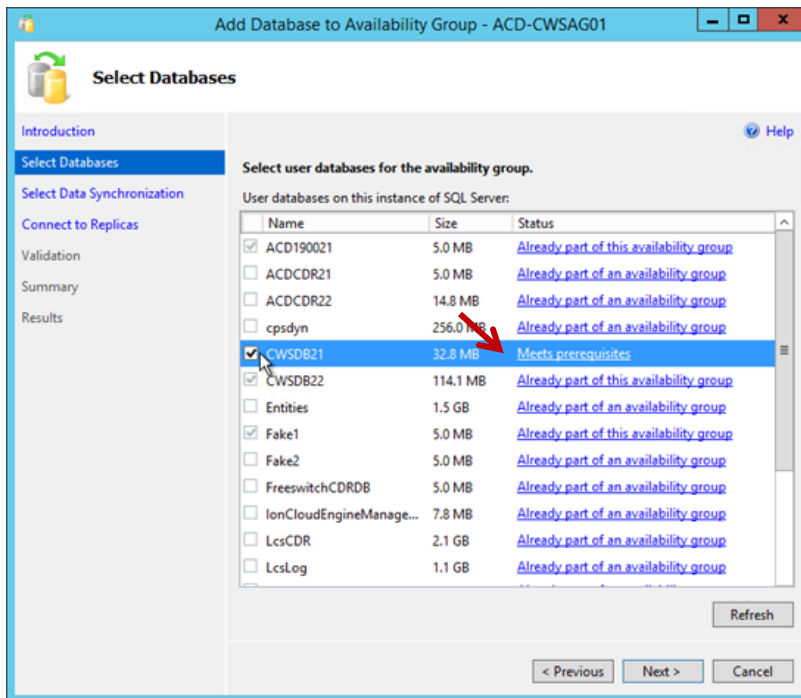 Add Database to Availability Group - ACD-CWSAG01
Select Databases
Introduction
Help
Select Databases
Select Data Synchronization
Connect to Replicas
Validation
Summary
Results
Select user databases for the availability group.
User databases on this instance of SQL Server:
Name Size Status
ACD190021 5.0 MB Already part of this availability group
ACDCDR21 5.0 MB Already part of an availability group
ACDCDR22 14.8 MB Already part of an availability group
cpsdyn 256.0 MB Already part of an availability group
CWSDB21 32.8 MB Meets prerequisites
CWSDB22 114.1 MB Already part of this availability group
Entities 1.5 GB Already part of an availability group
Fake1 5.0 MB Already part of this availability group
Fake2 5.0 MB Already part of an availability group
FreeswitchCDRDB 5.0 MB Already part of an availability group
IonCloudEngineManage... 7.8 MB Already part of an availability group
LcsCDR 2.1 GB Already part of an availability group
LcsLog 1.1 GB Already part of an availability group
Refresh
< Previous Next > Cancel